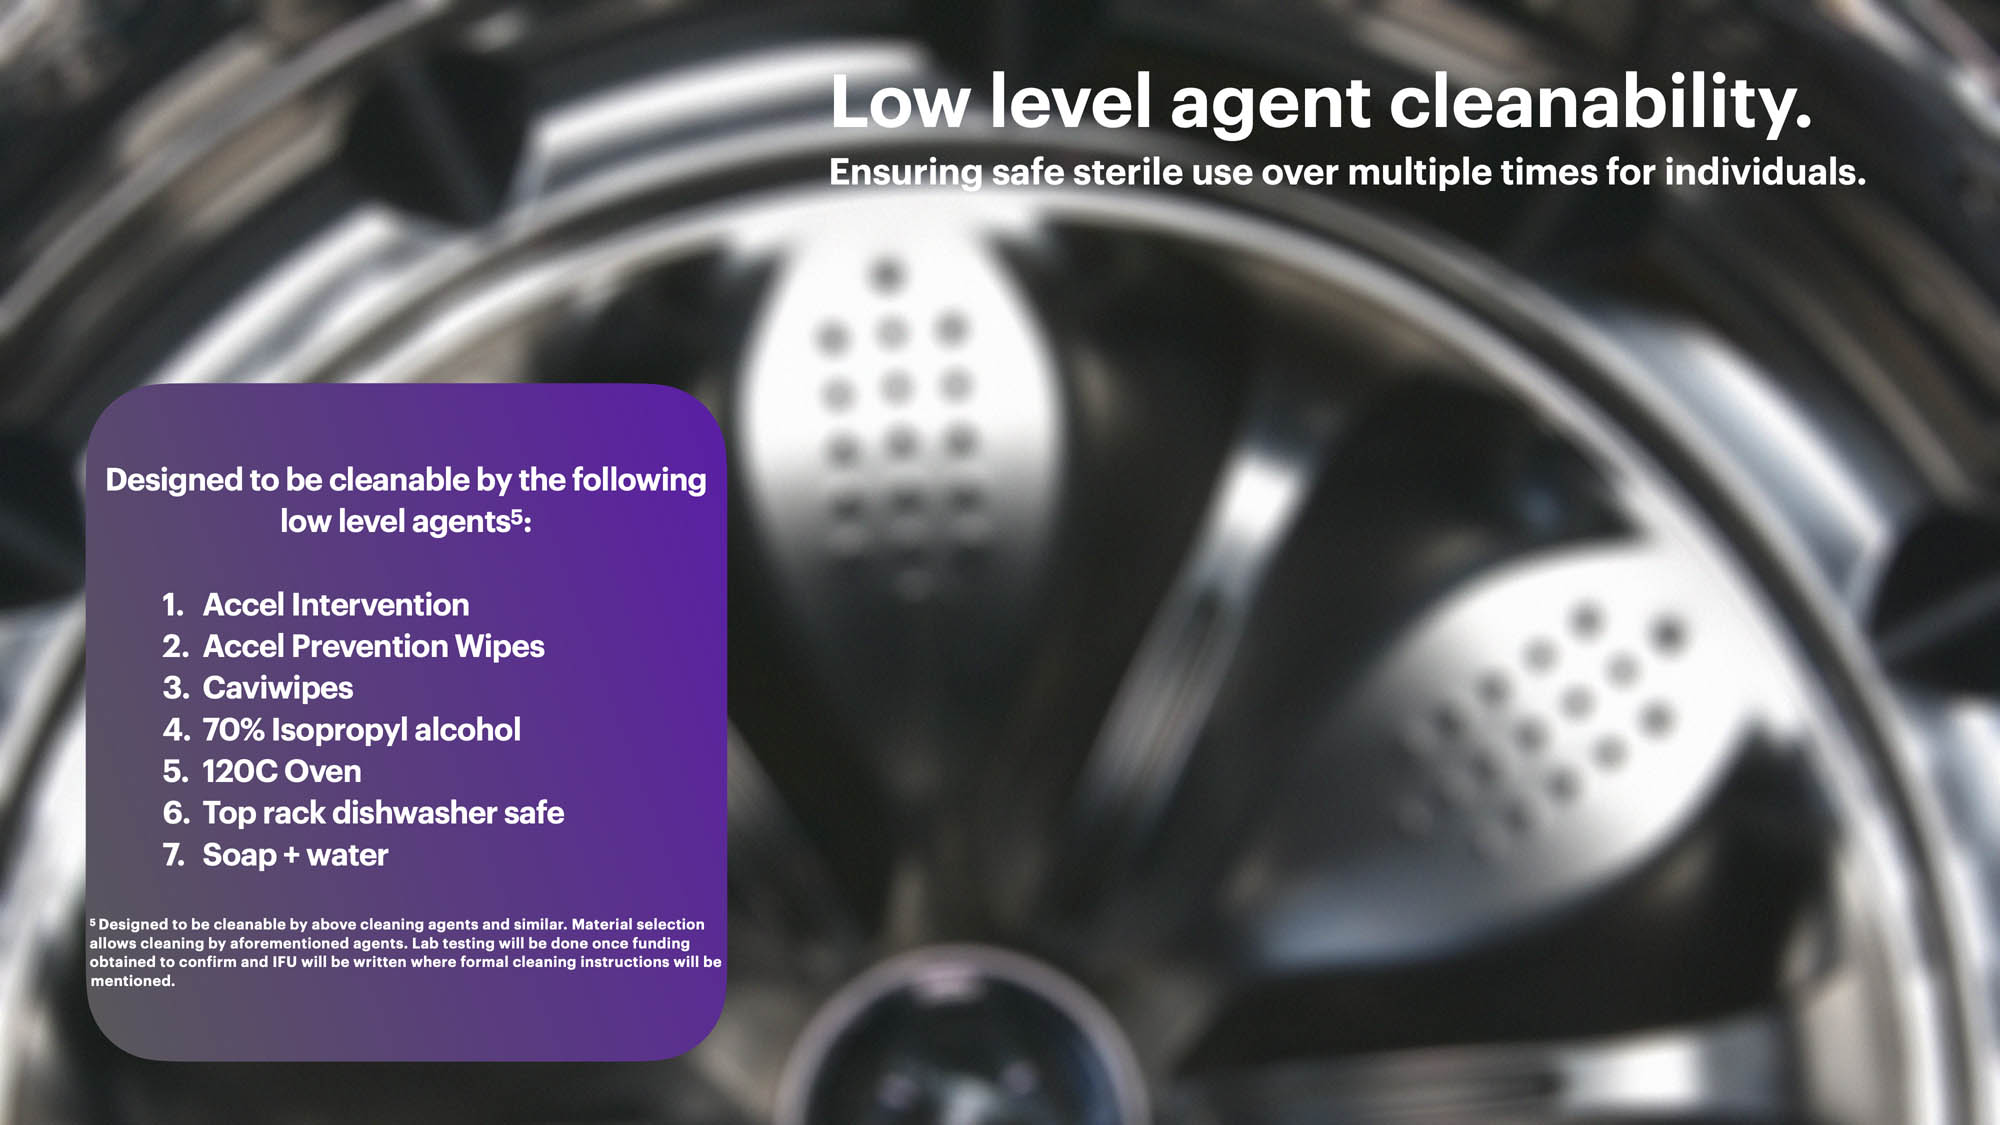 Low level agent cleanability.
Ensuring safe sterile use over multiple times for individuals.
Designed to be cleanable by the following
low level agents⁵:
1. Accel Intervention
2. Accel Prevention Wipes
3. Caviwipes
4. 70% Isopropyl alcohol
5. 120C Oven
6. Top rack dishwasher safe
7. Soap + water
⁵ Designed to be cleanable by above cleaning agents and similar. Material selection
allows cleaning by aforementioned agents. Lab testing will be done once funding
obtained to confirm and IFU will be written where formal cleaning instructions will be
mentioned.